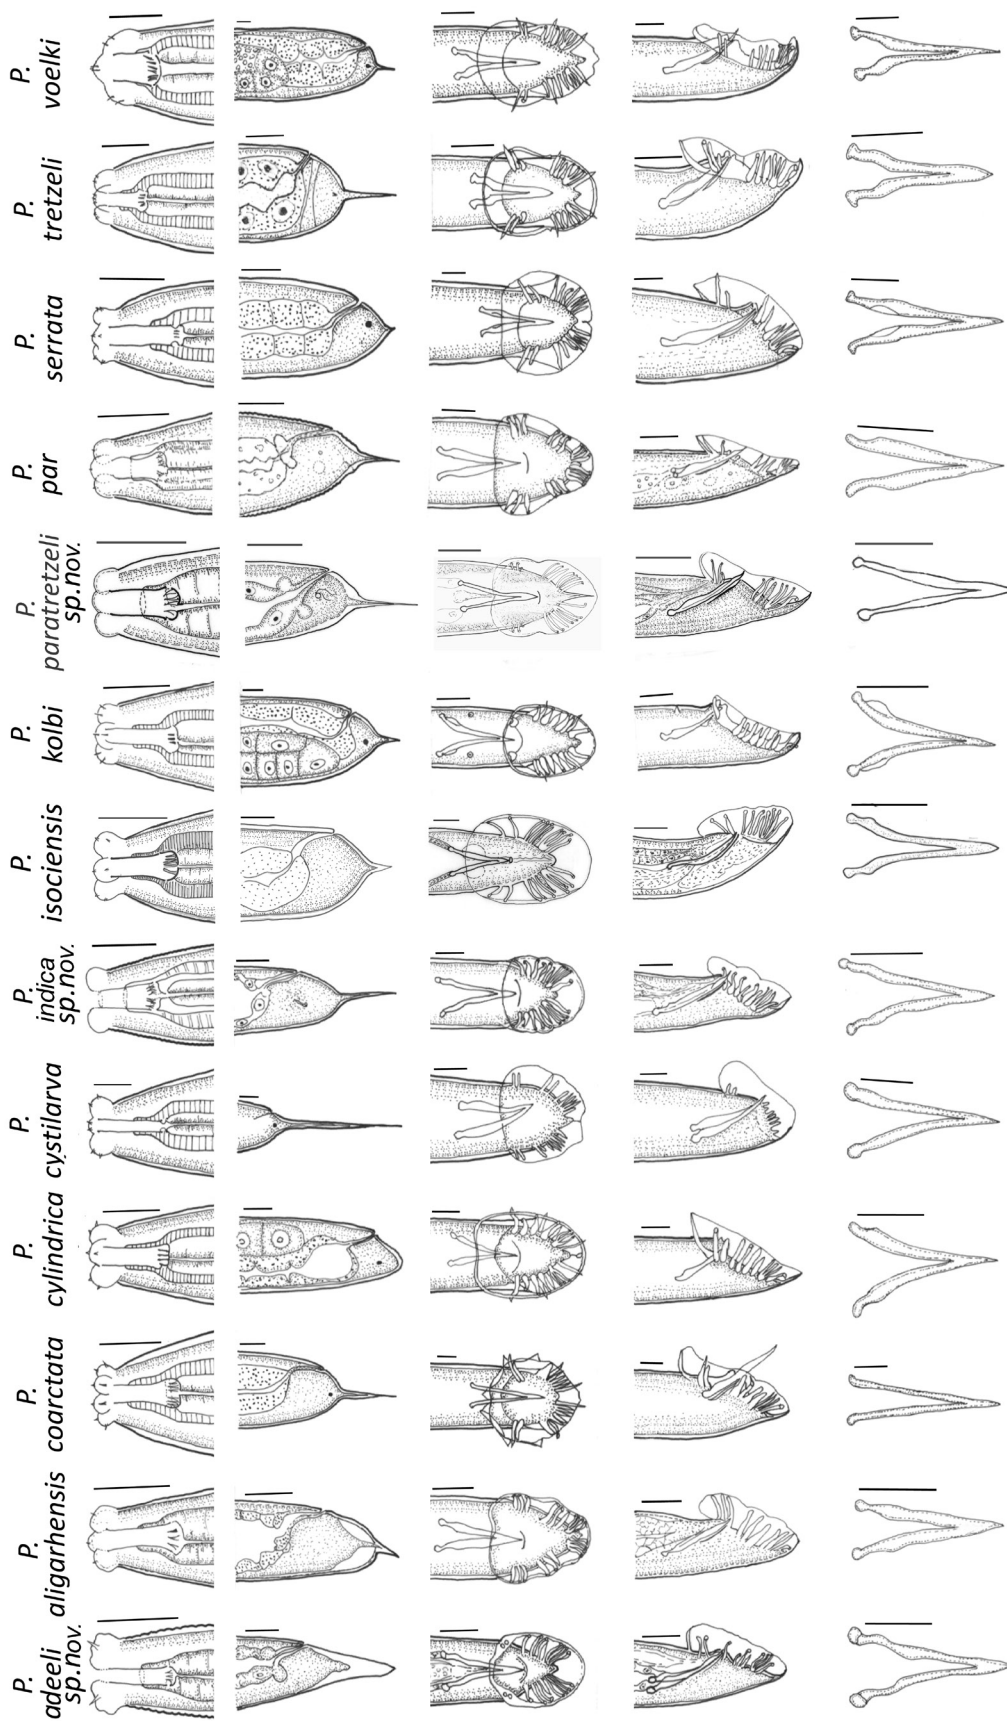 P.
voelki
P.
tretzeli
P.
serrata
P.
par
P.
paratretzeli
sp.nov.
P.
kolbi
P.
isociensis
P.
indica
sp.nov.
P.
cystilarva
P.
cylindrica
P.
coarctata
P.
aligarhensis
P.
adeeli
sp.nov.